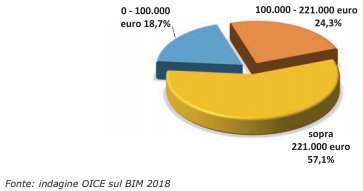 0 - 100.000
euro 18,7%
100.000 - 221.000 euro
24,3%
sopra
221.000 euro
57,1%
Fonte: indagine OICE sul BIM 2018